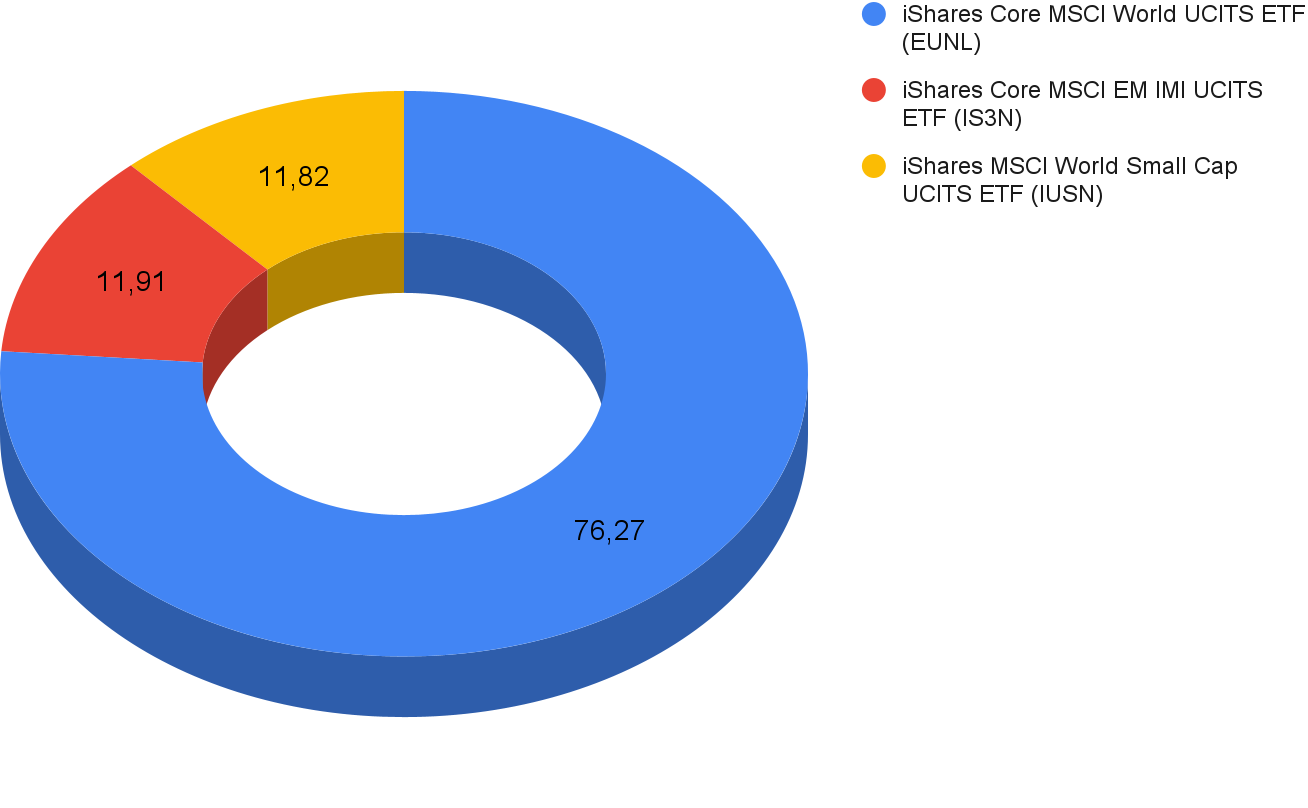 iShares Core MSCI World UCITS ETF
(EUNL)
iShares Core MSCI EM IMI UCITS
ETF (IS3N)
iShares MSCI World Small Cap
UCITS ETF (IUSN)
11,82
11,91
76,27